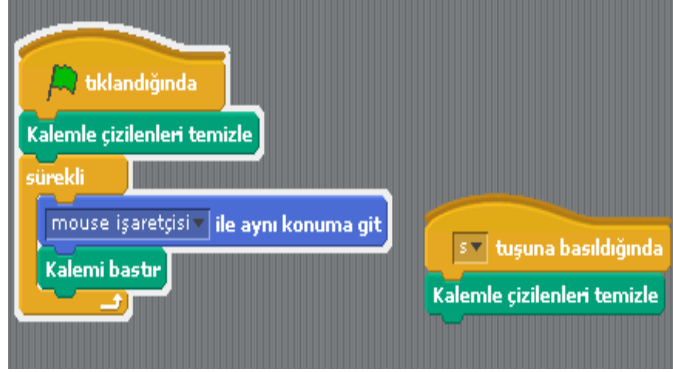 tıklandığında
Kalemle çizilenleri temizle
sürekli
mouse işaretçisi ile aynı konuma git
Kalemi bastır
s tuşuna basıldığında
Kalemle çizilenleri temizle